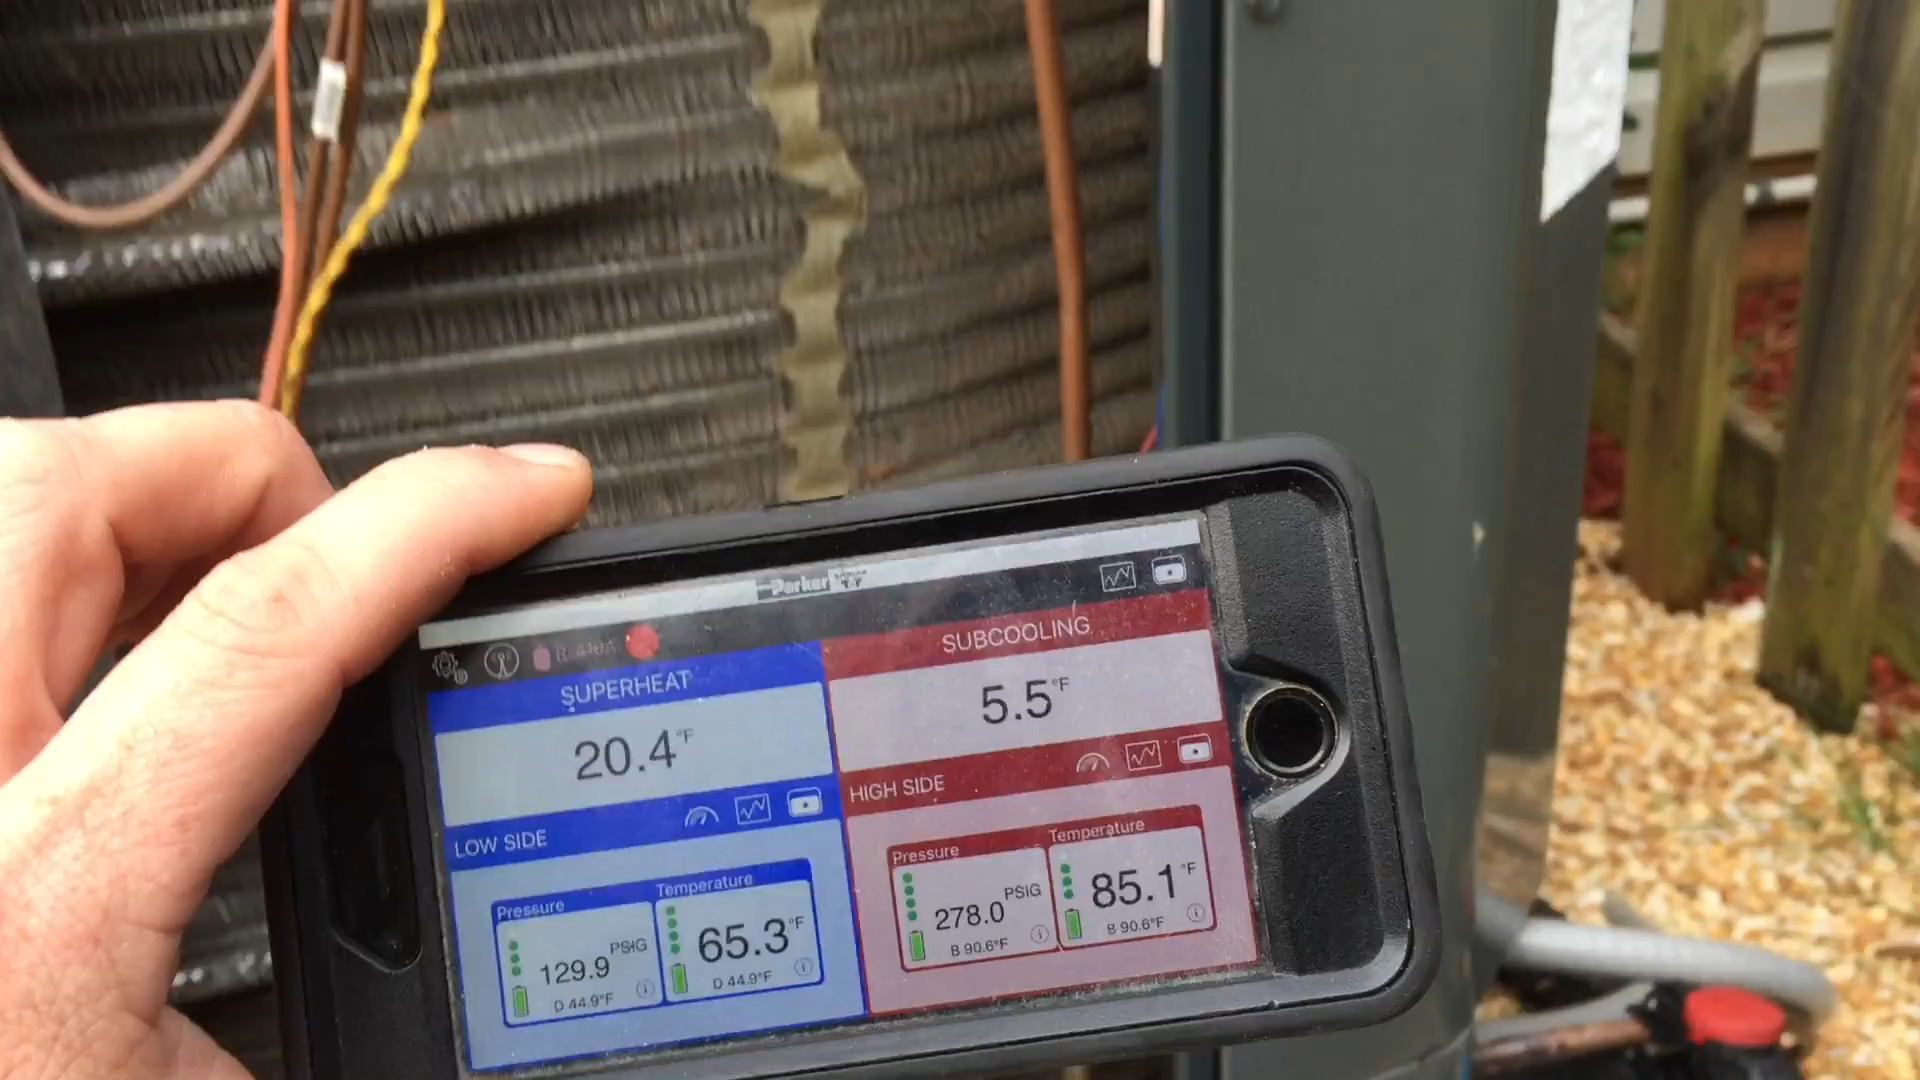 Parker
R-410A
SUPERHEAT
20.4°F
SUBCOOLING
5.5°F
LOW SIDE
Pressure
129.9 PSIG
D 44.9°F
Temperature
65.3°F
D 44.9°F
HIGH SIDE
Pressure
278.0 PSIG
B 90.6°F
Temperature
85.1°F
B 90.6°F